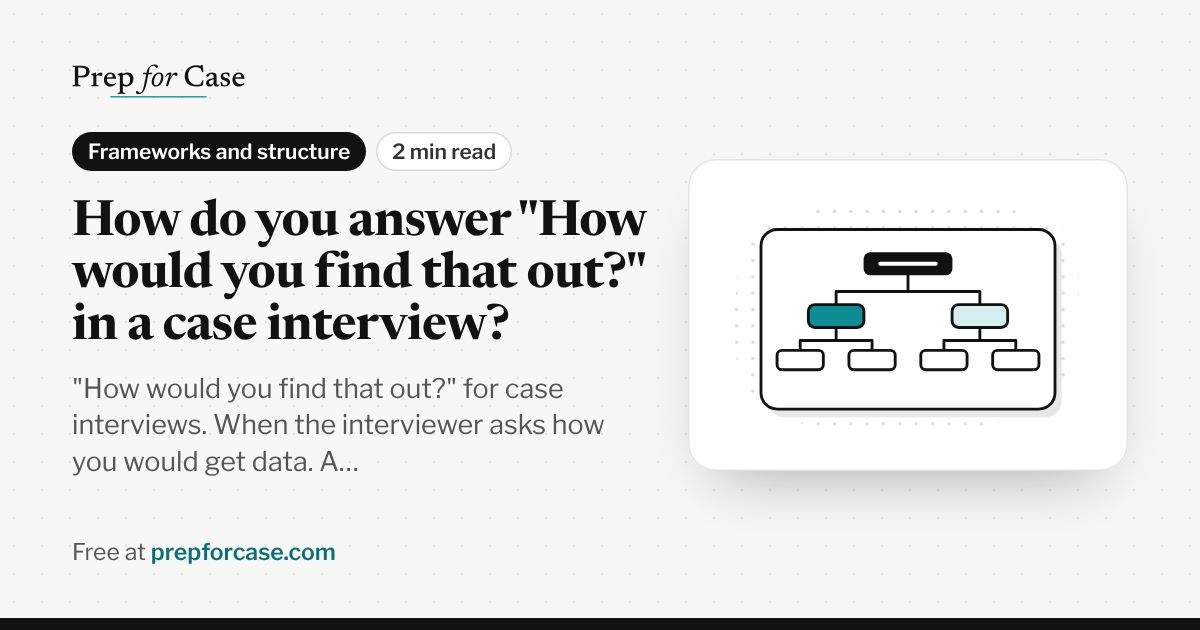 Prep for Case
Frameworks and structure
2 min read
How do you answer "How
would you find that out?"
in a case interview?
"How would you find that out?" for case
interviews. When the interviewer asks how
you would get data. A...
Free at prepforcase.com